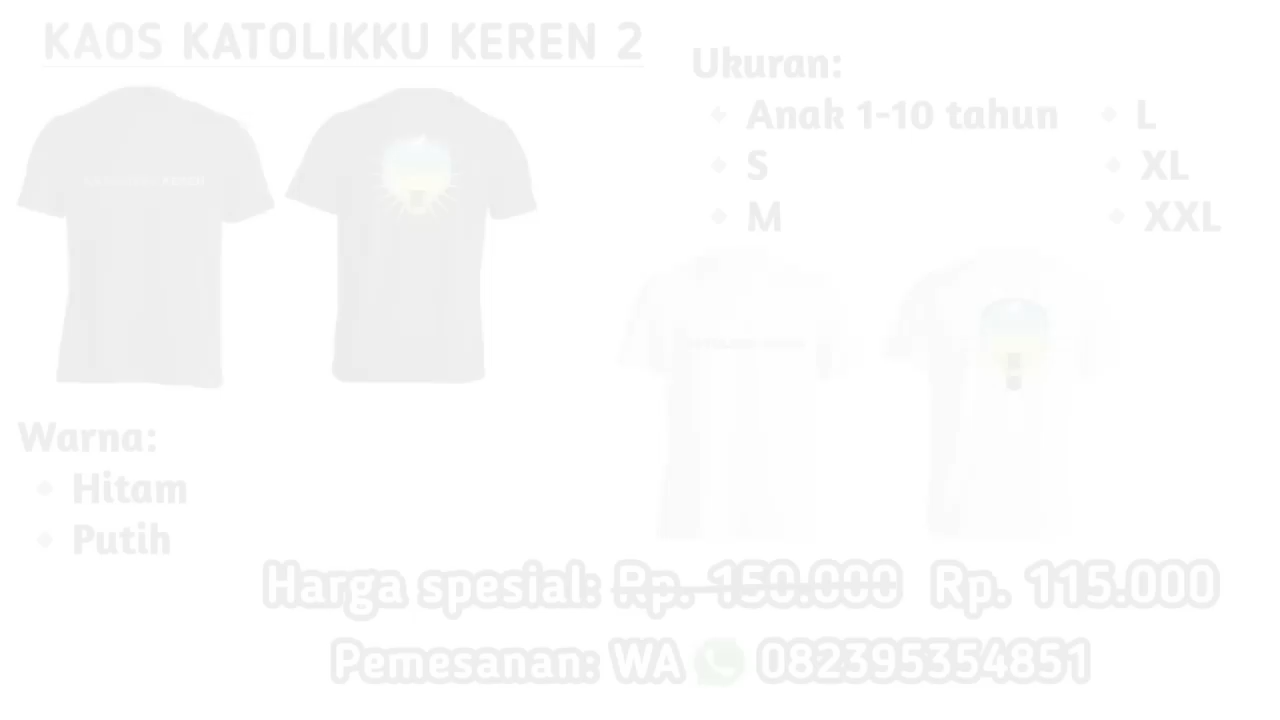 KAOS KATOLIKKU KEREN 2
Ukuran:
Anak 1-10 tahun
S
M
L
XL
XXL
Warna:
Hitam
Putih
Harga spesial: Rp. 150.000 Rp. 115.000
Pemesanan: WA 082395354851